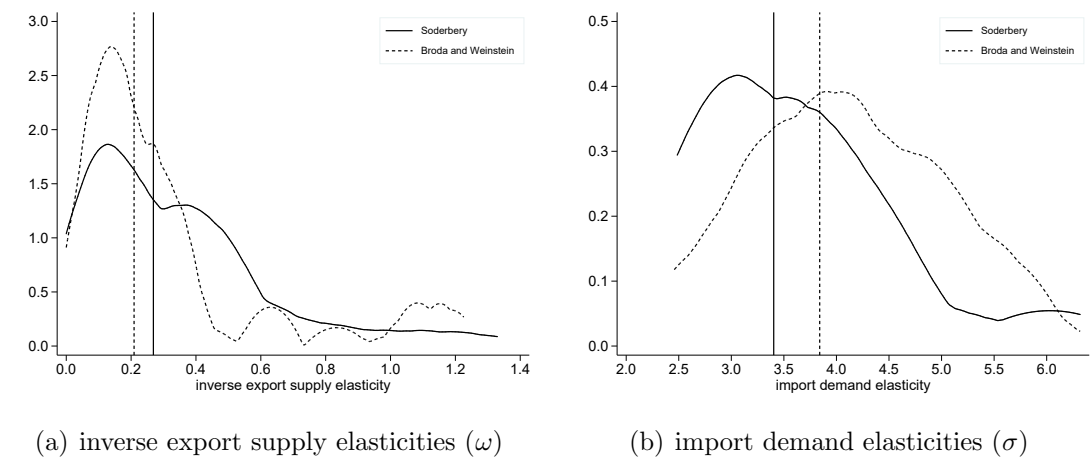 3.0
2.5
2.0
1.5
1.0
0.5
0.0
0.0 0.2 0.4 0.6 0.8 1.0 1.2 1.4
inverse export supply elasticity
Soderbery
Broda and Weinstein
(a) inverse export supply elasticities (ω)
0.5
0.4
0.3
0.2
0.1
0.0
2.0 2.5 3.0 3.5 4.0 4.5 5.0 5.5 6.0
import demand elasticity
Soderbery
Broda and Weinstein
(b) import demand elasticities (σ)